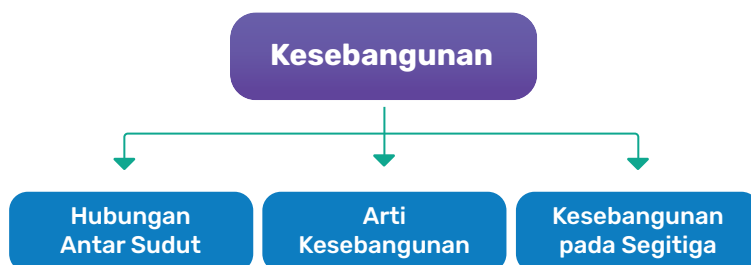 Kesebangunan
Hubungan
Antar Sudut
Arti
Kesebangunan
Kesebangunan
pada Segitiga